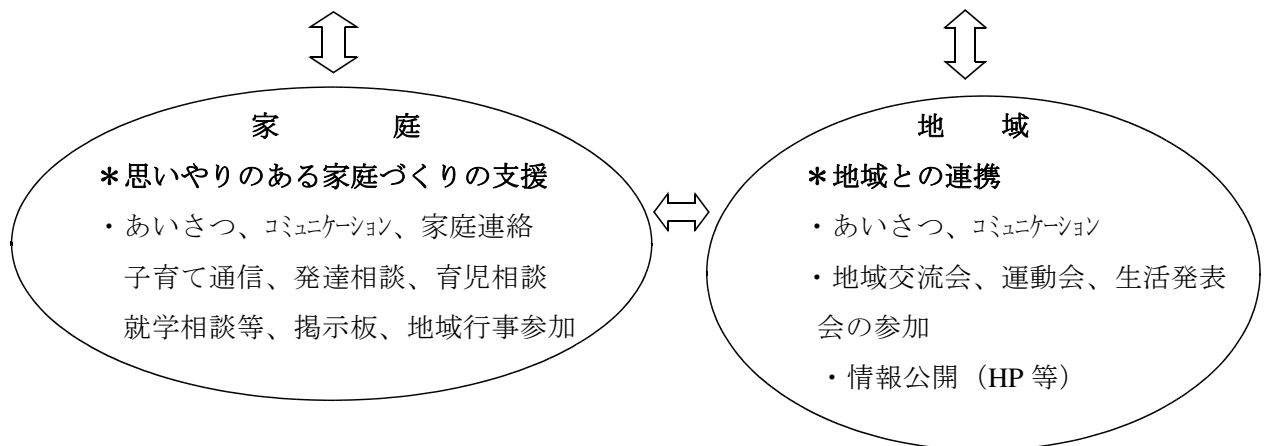 家　　　　庭
＊思いやりのある家庭づくりの支援
・あいさつ、ｺﾐｭﾆｹｰｼｮﾝ、家庭連絡
子育て通信、発達相談、育児相談
就学相談等、掲示板、地域行事参加
地　　域
＊地域との連携
・あいさつ、ｺﾐｭﾆｹｰｼｮﾝ
・地域交流会、運動会、生活発表
会の参加
・情報公開（HP 等）